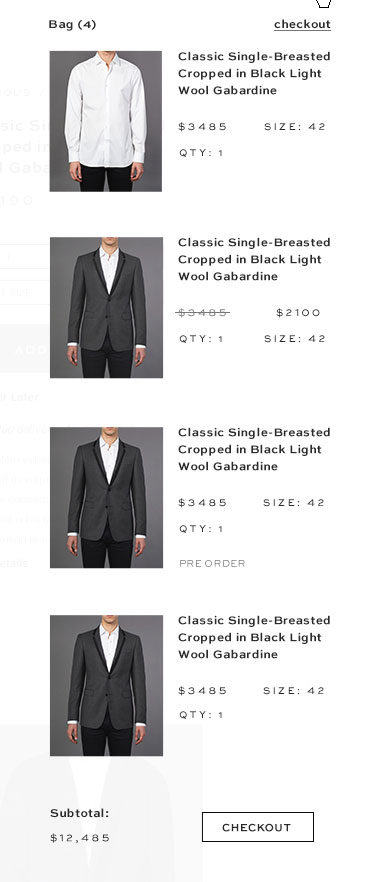 Bag (4)
checkout
Classic Single-Breasted
Cropped in Black Light
Wool Gabardine
$3485 SIZE: 42
QTY: 1
Classic Single-Breasted
Cropped in Black Light
Wool Gabardine
$3485 $2100
QTY: 1 SIZE: 42
Classic Single-Breasted
Cropped in Black Light
Wool Gabardine
$3485 SIZE: 42
QTY: 1
PREORDER
Classic Single-Breasted
Cropped in Black Light
Wool Gabardine
$3485 SIZE: 42
QTY: 1
Subtotal:
$12,485
CHECKOUT